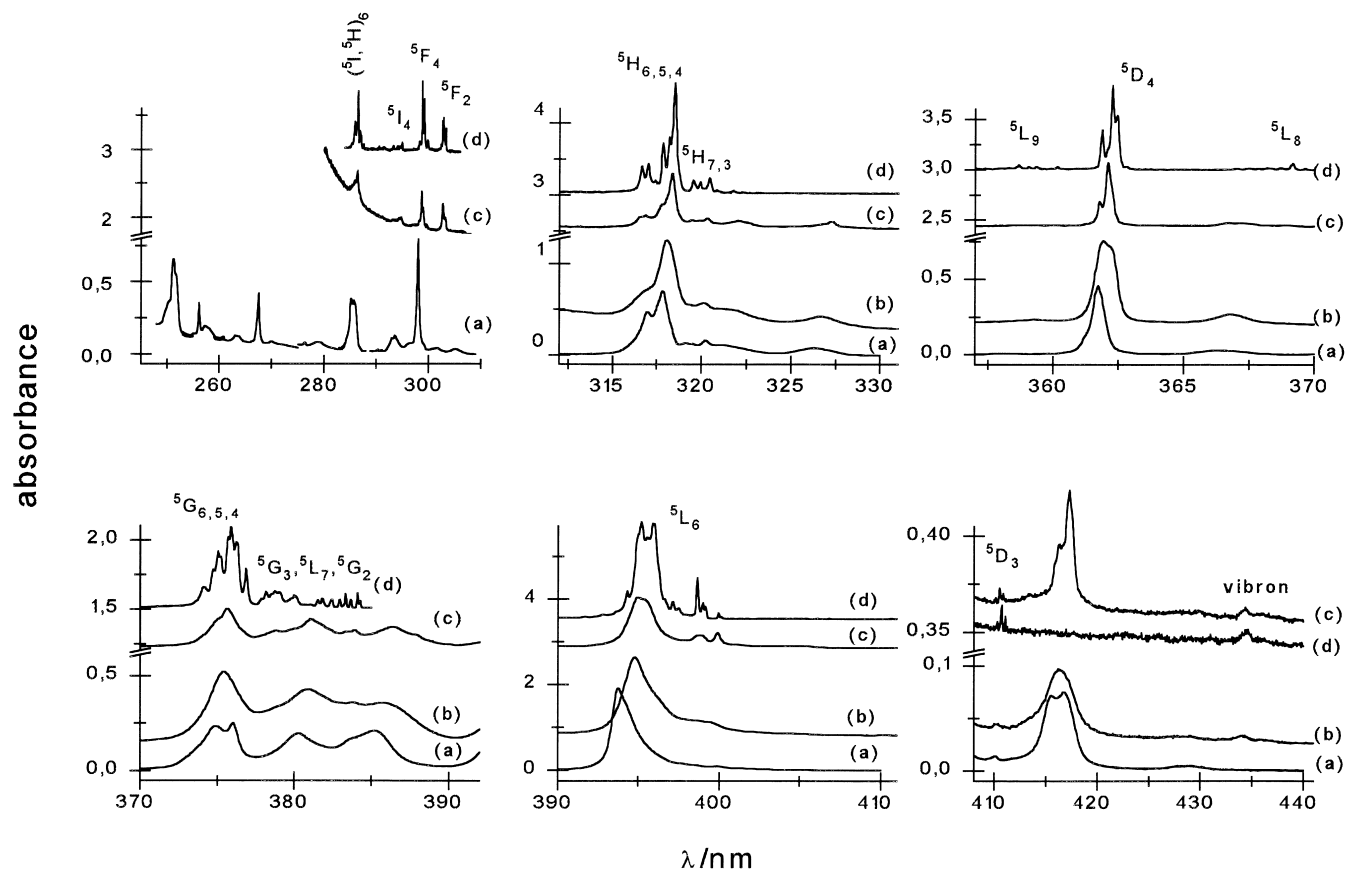 (⁵I,⁵H)₆
⁵F₄
⁵I₄
⁵F₂
(d)
(c)
(a)
3
2
0,5
0,0
260
280
300
⁵H₆,₅,₄
⁵H₇,₃
(d)
(c)
(b)
(a)
4
3
1
0
315
320
325
330
⁵D₄
⁵L₉
⁵L₈
(d)
(c)
(b)
(a)
3,5
3.0
2,5
0,5
0,0
360
365
370
absorbance
⁵G₆,₅,₄
⁵G₃,⁵L₇,⁵G₂
(d)
(c)
(b)
(a)
2,0
1,5
0,5
0,0
370
380
390
⁵L₆
(d)
(c)
(b)
(a)
4
2
0
390
400
410
⁵D₃
vibron
(c)
(d)
(b)
(a)
0,40
0,35
0,1
0,0
410
420
430
440
λ/nm